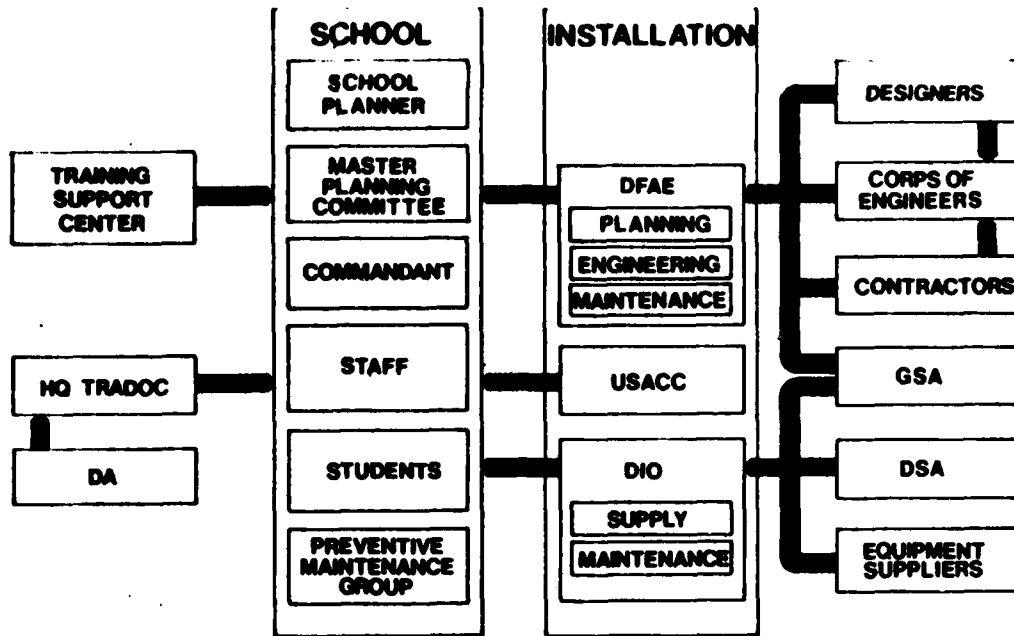 SCHOOL
SCHOOL
PLANNER
MASTER
PLANNING
COMMITTEE
COMMANDANT
STAFF
STUDENTS
PREVENTIVE
MAINTENANCE
GROUP
TRAINING
SUPPORT
CENTER
HQ TRADOC
DA
INSTALLATION
DFAE
PLANNING
ENGINEERING
MAINTENANCE
USACC
DIO
SUPPLY
MAINTENANCE
DESIGNERS
CORPS OF
ENGINEERS
CONTRACTORS
GSA
DSA
EQUIPMENT
SUPPLIERS